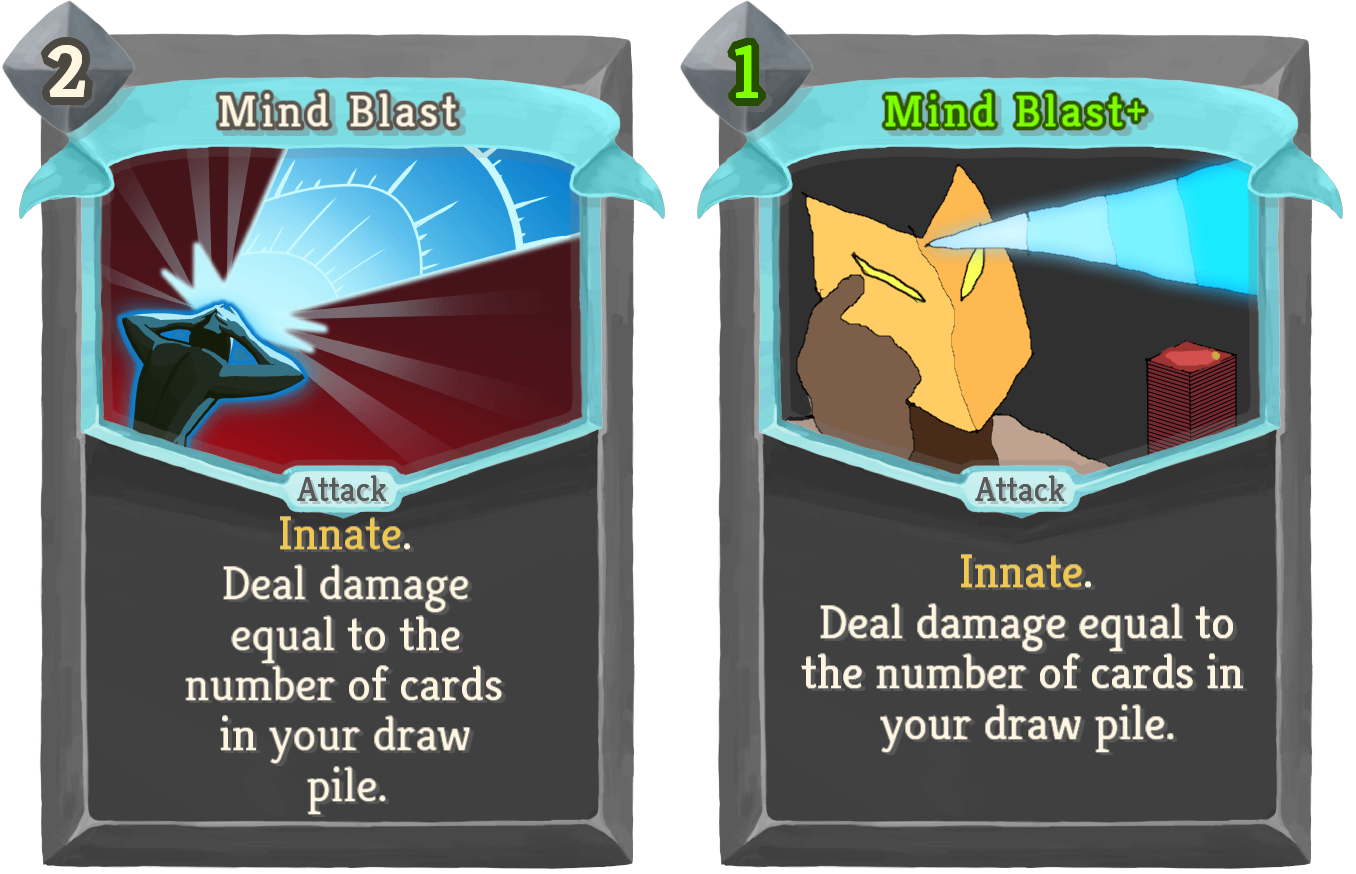 2
Mind Blast
Attack
Innate.
Deal damage
equal to the
number of cards
in your draw
pile.
1
Mind Blast+
Attack
Innate.
Deal damage equal to
the number of cards in
your draw pile.